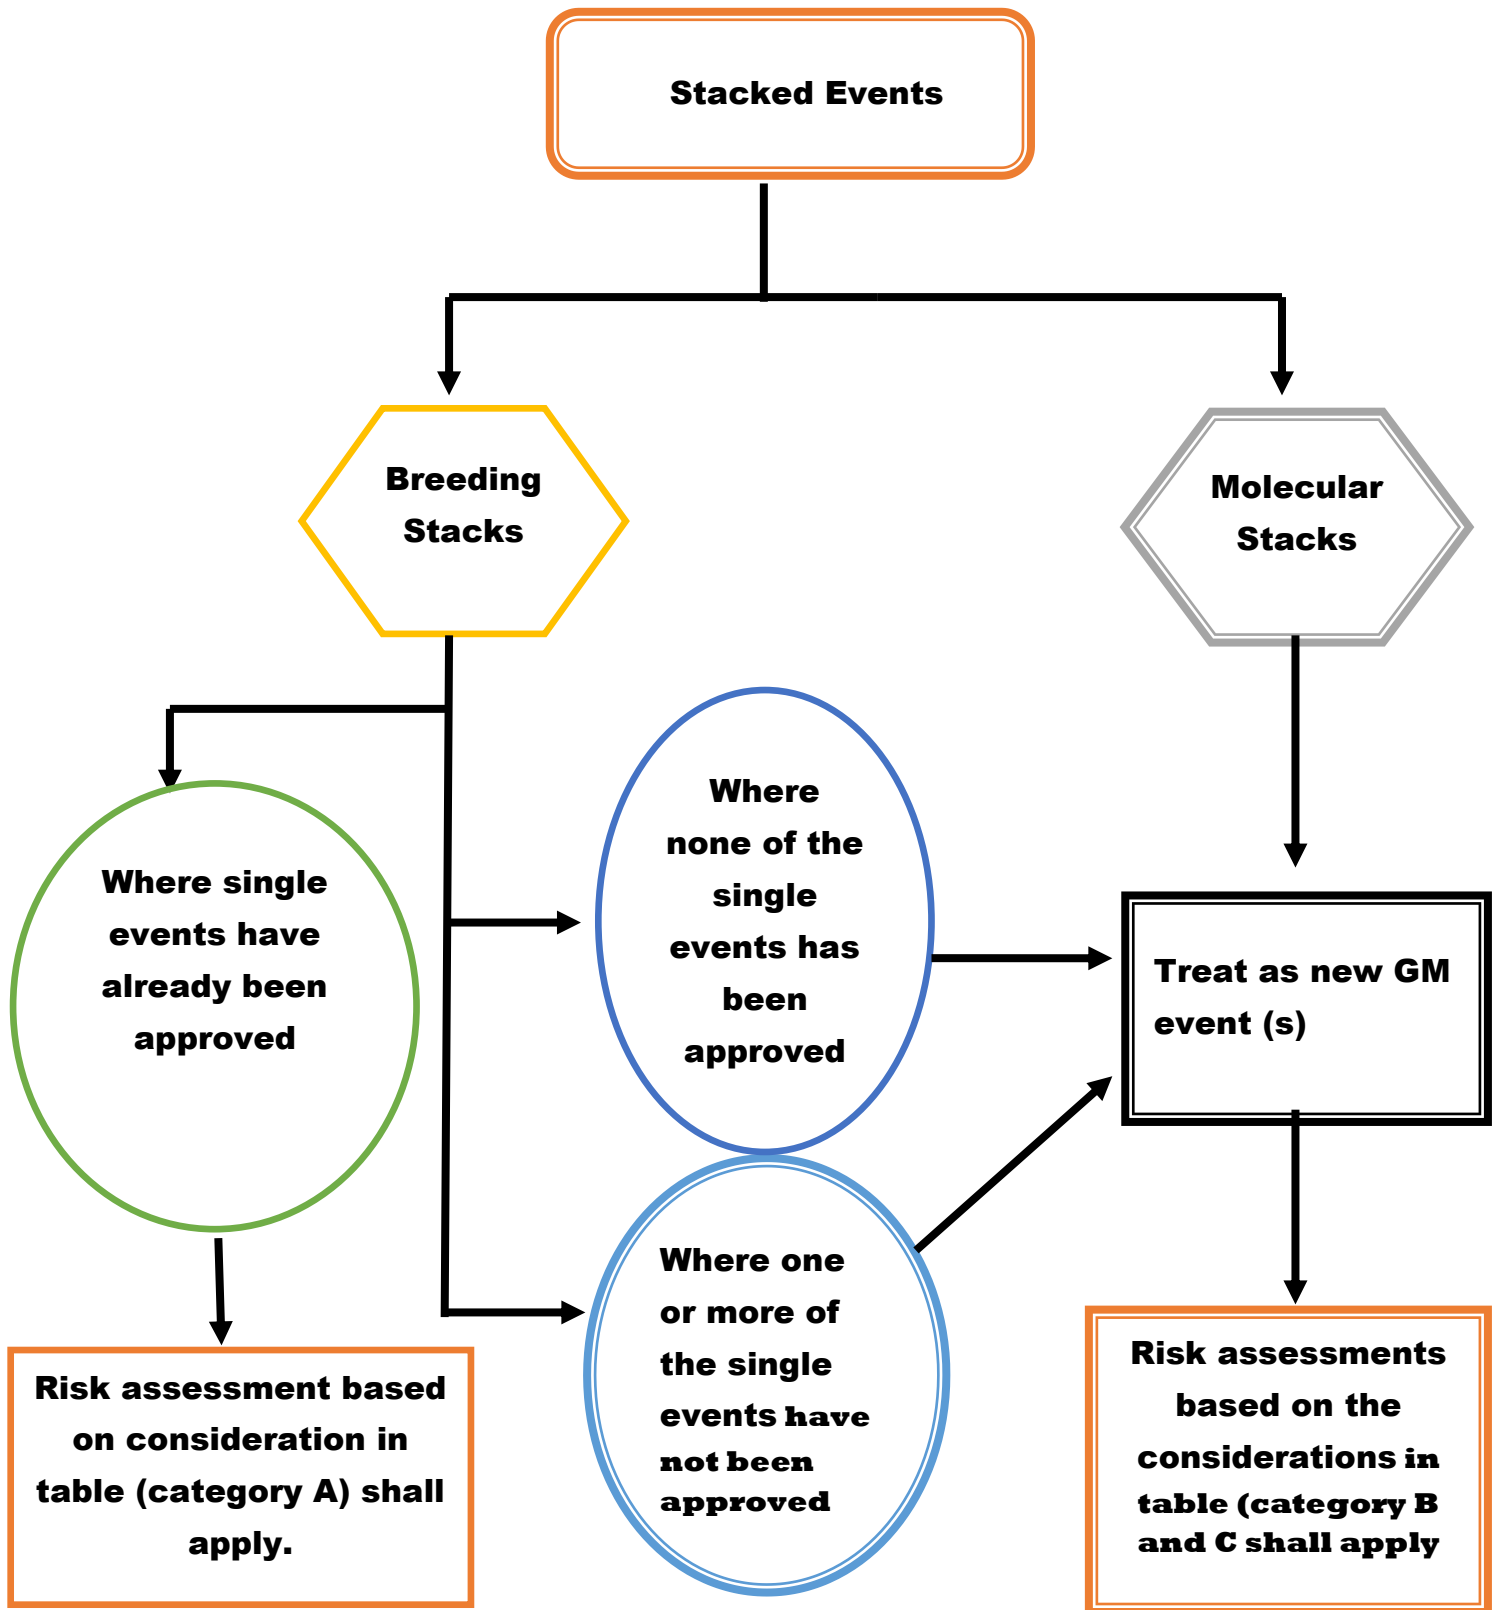 Stacked Events
Breeding
Stacks
Molecular
Stacks
Where single
events have
already been
approved
Where
none of the
single
events has
been
approved
Treat as new GM
event (s)
Where one
or more of
the single
events have
not been
approved
Risk assessment based
on consideration in
table (category A) shall
apply.
Risk assessments
based on the
considerations in
table (category B
and C shall apply